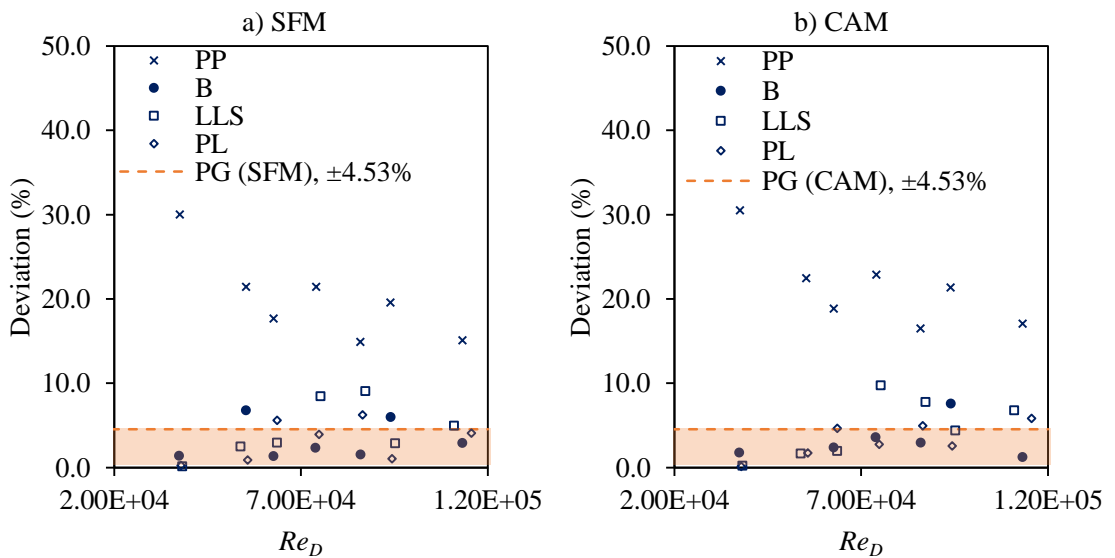 a) SFM
50.0
40.0
30.0
20.0
10.0
0.0
Deviation (%)
PP
B
LLS
PL
PG (SFM), ±4.53%
2.00E+04
7.00E+04
1.20E+05
Re_D
b) CAM
50.0
40.0
30.0
20.0
10.0
0.0
Deviation (%)
PP
B
LLS
PL
PG (CAM), ±4.53%
2.00E+04
7.00E+04
1.20E+05
Re_D